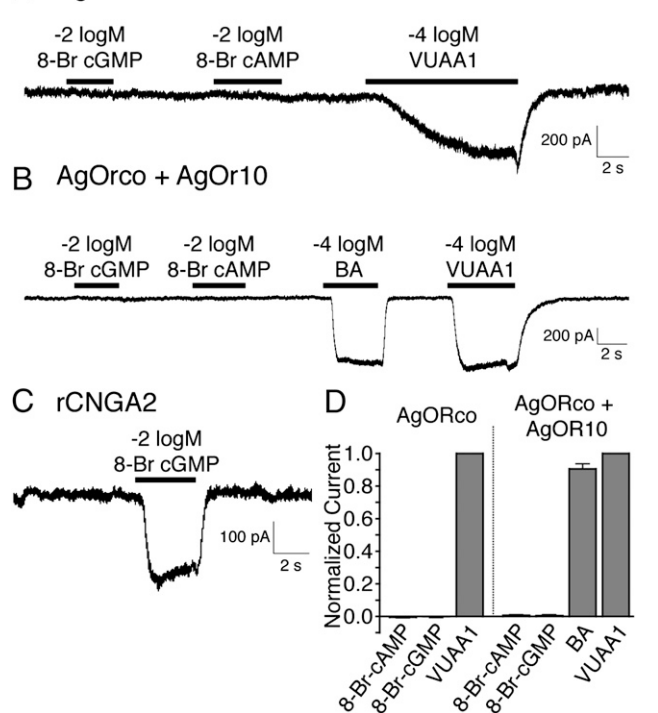 -2 logM -2 logM -4 logM
8-Br cGMP 8-Br cAMP VUAA1
200 pA
2 s
B AgOrco + AgOr10
-2 logM -2 logM -4 logM -4 logM
8-Br cGMP 8-Br cAMP BA VUAA1
200 pA
2 s
C rCNGA2
-2 logM
8-Br cGMP
100 pA
2 s
D
AgORco
AgORco +
AgOR10
Normalized Current
1.0
0.8
0.6
0.4
0.2
0.0
8-Br-cAMP
8-Br-cGMP
VUAA1
8-Br-cAMP
8-Br-cGMP
BA
VUAA1